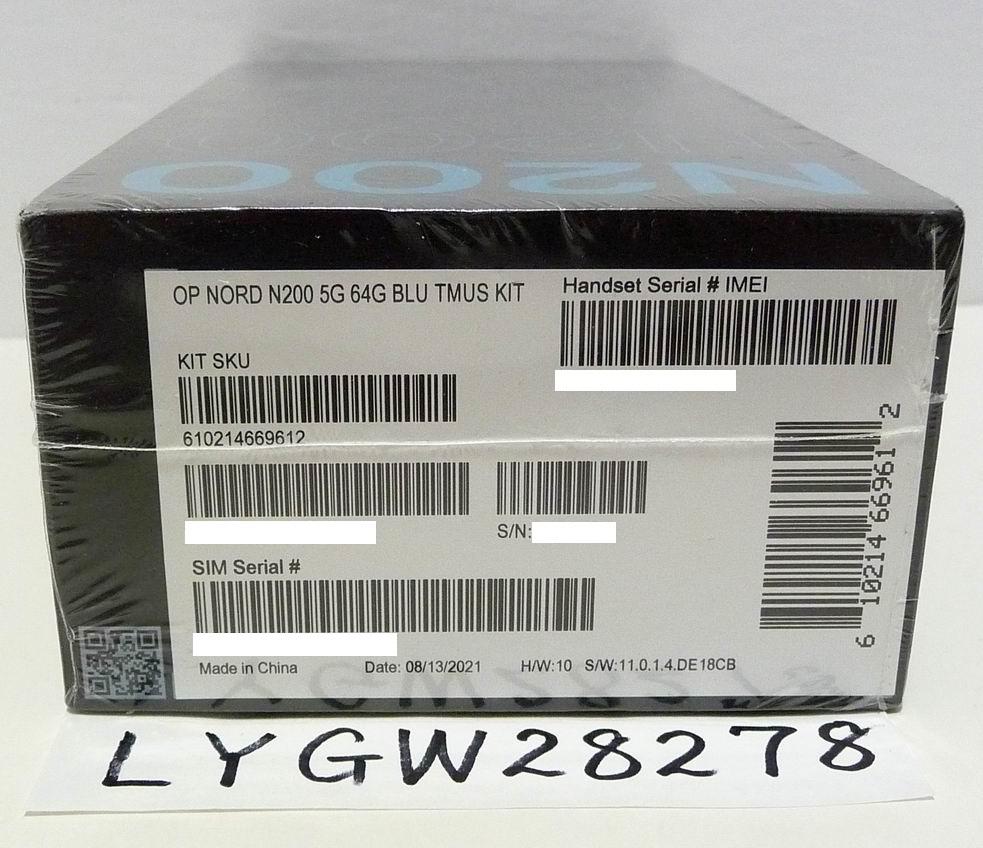 N200
OP NORD N200 5G 64G BLU TMUS KIT
Handset Serial # IMEI
KIT SKU
610214669612
S/N:
SIM Serial #
6 10214 66961 2
Made in China Date: 08/13/2021 H/W:10 S/W:11.0.1.4.DE18CB
LYGW28278